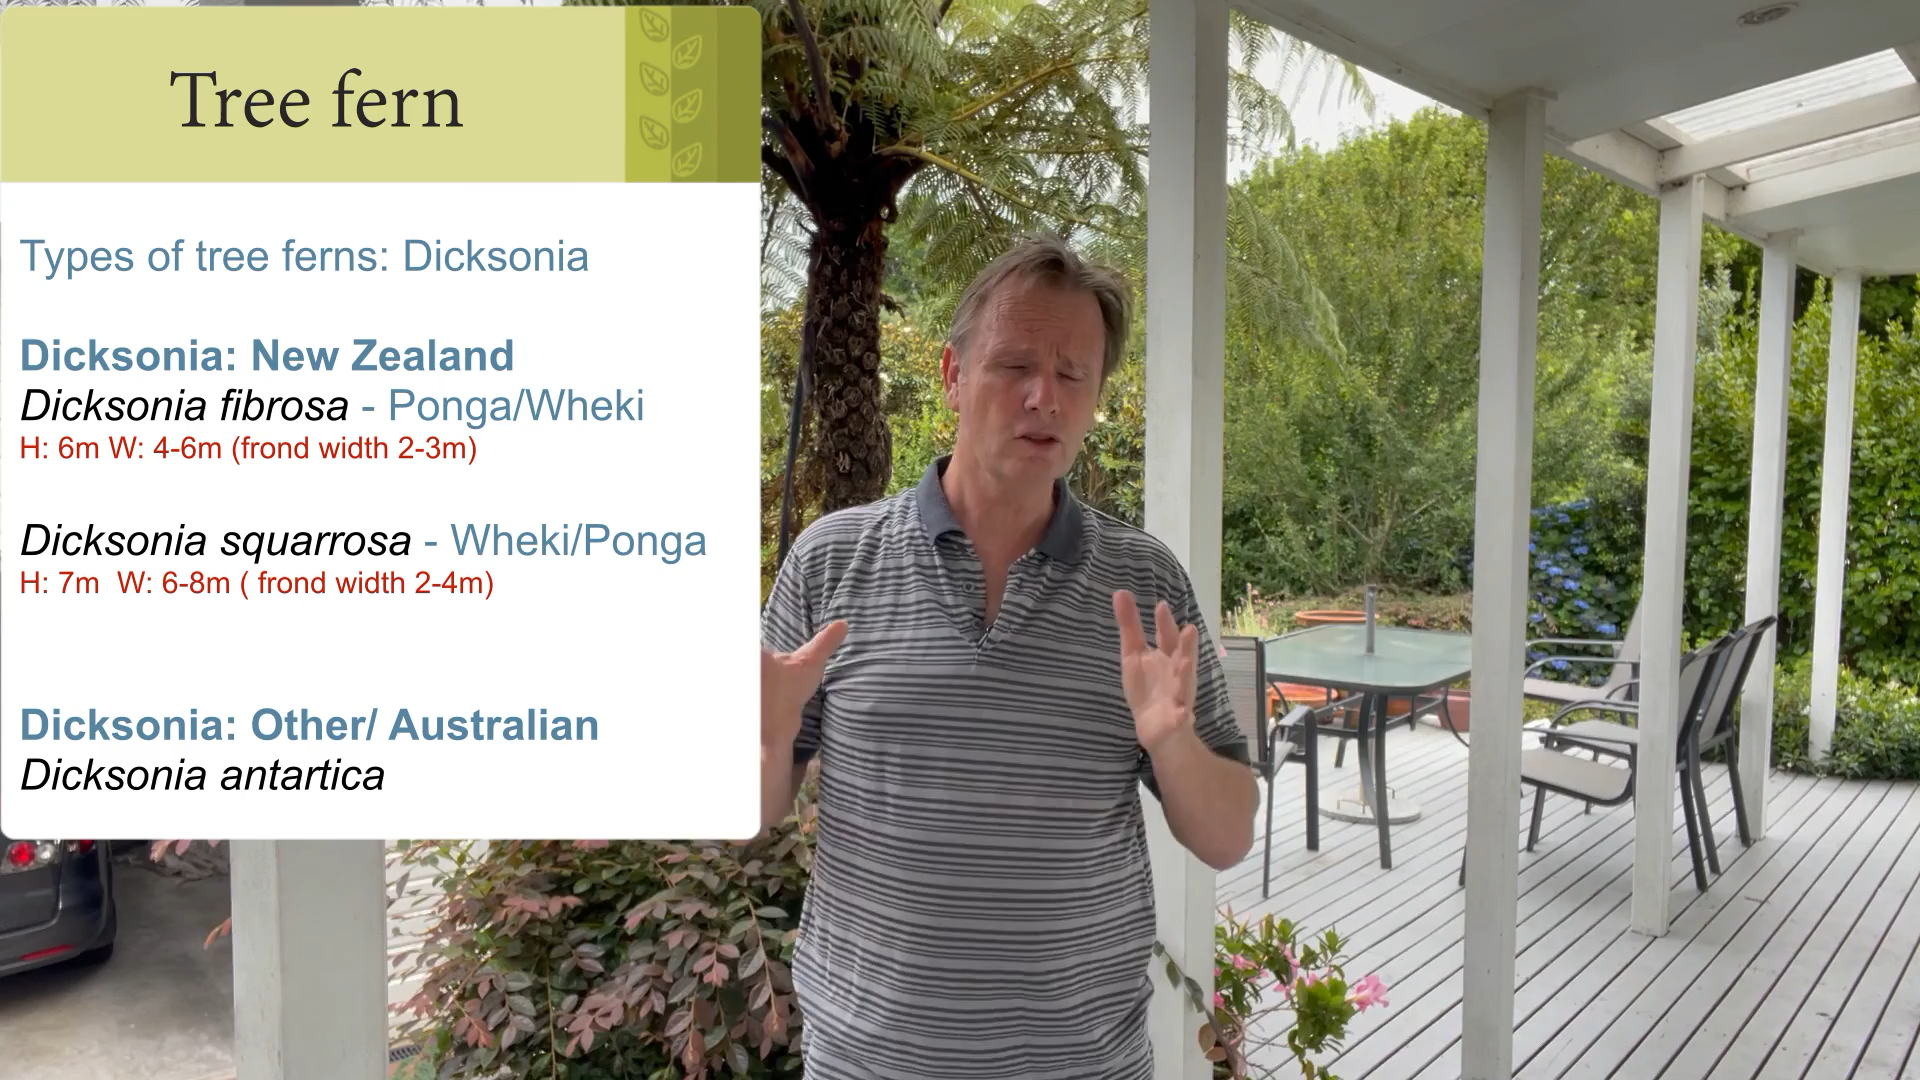 Tree fern
Types of tree ferns: Dicksonia
Dicksonia: New Zealand
Dicksonia fibrosa - Ponga/Wheki
H: 6m W: 4-6m (frond width 2-3m)
Dicksonia squarrosa - Wheki/Ponga
H: 7m  W: 6-8m ( frond width 2-4m)
Dicksonia: Other/ Australian
Dicksonia antartica